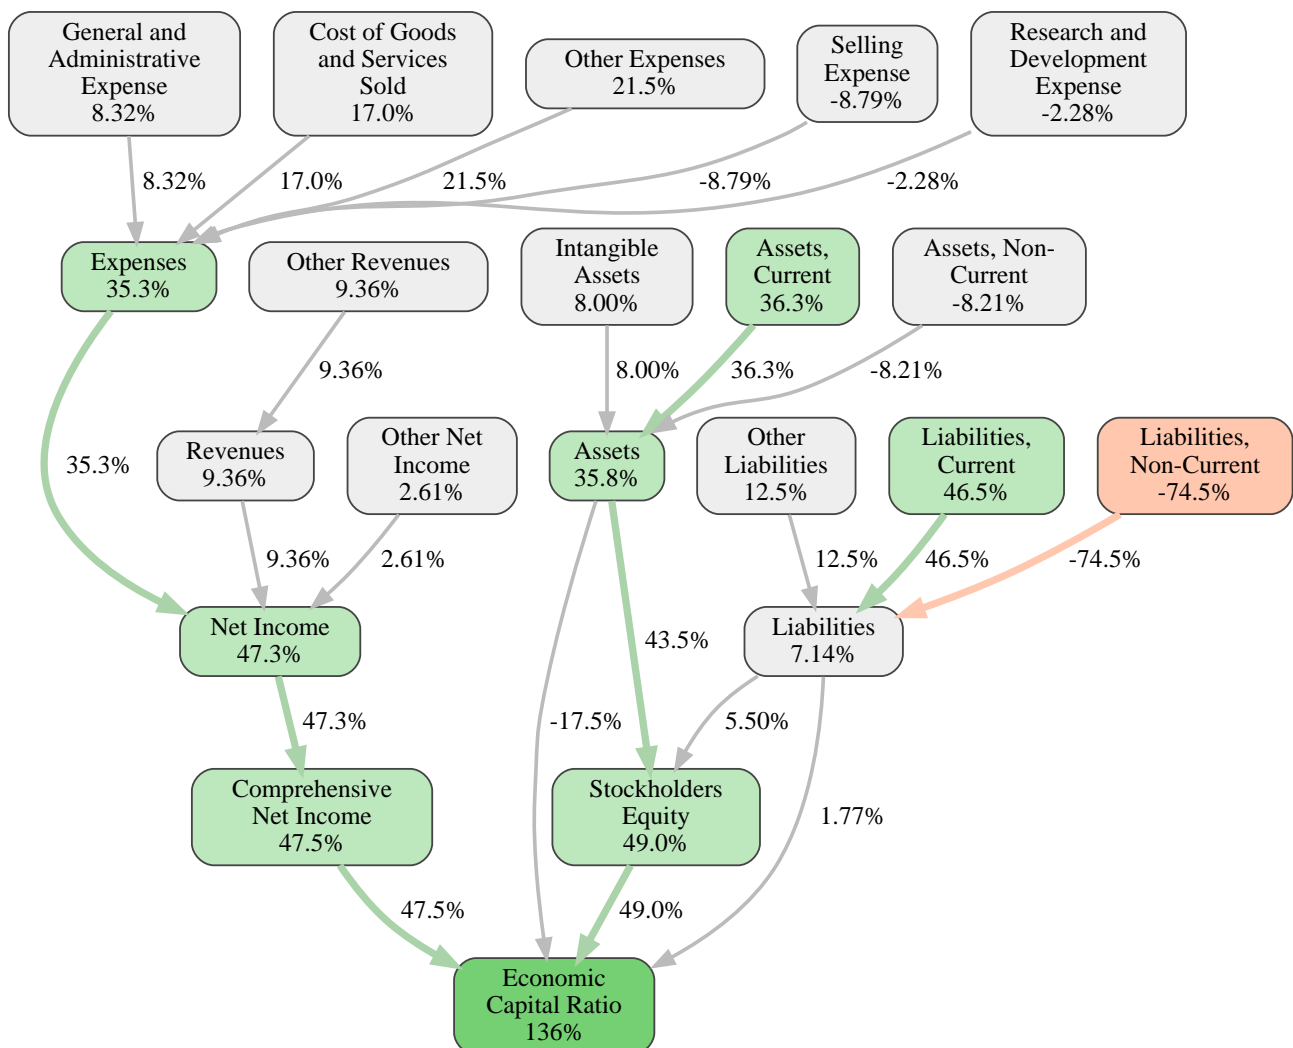 General and
Administrative
Expense
8.32%
Cost of Goods
and Services
Sold
17.0%
Other Expenses
21.5%
Selling
Expense
-8.79%
Research and
Development
Expense
-2.28%
8.32%
17.0%
21.5%
-8.79%
-2.28%
Expenses
35.3%
Other Revenues
9.36%
Intangible
Assets
8.00%
Assets,
Current
36.3%
Assets, Non-
Current
-8.21%
9.36%
8.00%
36.3%
-8.21%
35.3%
Revenues
9.36%
Other Net
Income
2.61%
Assets
35.8%
Other
Liabilities
12.5%
Liabilities,
Current
46.5%
Liabilities,
Non-Current
-74.5%
9.36%
2.61%
12.5%
46.5%
-74.5%
Net Income
47.3%
43.5%
Liabilities
7.14%
47.3%
-17.5%
5.50%
Comprehensive
Net Income
47.5%
Stockholders
Equity
49.0%
1.77%
47.5%
49.0%
Economic
Capital Ratio
136%